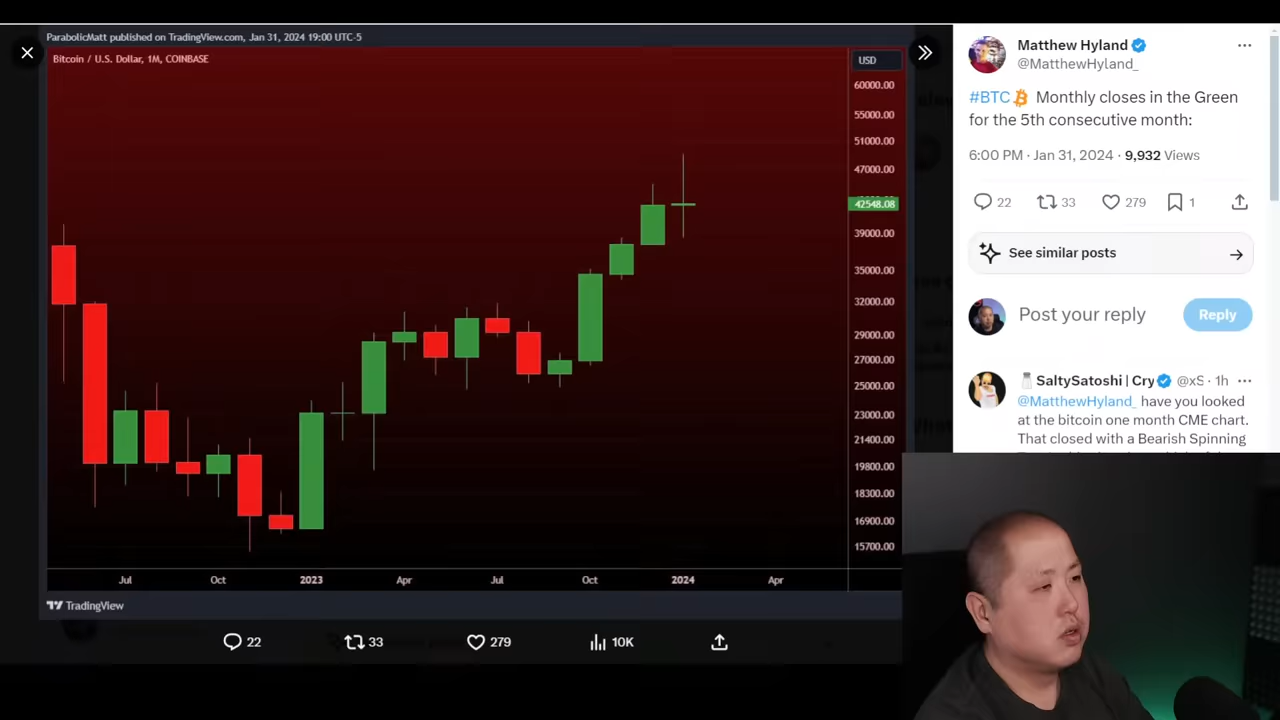 ParabolicMatt published on TradingView.com, Jan 31, 2024 19:00 UTC-5
Bitcoin / U.S. Dollar, 1M, COINBASE
USD
60000.00
55000.00
51000.00
47000.00
42548.08
39000.00
35000.00
32000.00
29000.00
27000.00
25000.00
23000.00
21400.00
19800.00
18300.00
16900.00
15700.00
Jul
Oct
2023
Apr
Jul
Oct
2024
Apr
TradingView
22
33
279
10K
Matthew Hyland
@MatthewHyland_
#BTC Monthly closes in the Green
for the 5th consecutive month:
6:00 PM · Jan 31, 2024 · 9,932 Views
22
33
279
1
See similar posts
Post your reply
Reply
SaltySatoshi | Cry @xS · 1h
@MatthewHyland_ have you looked
at the bitcoin one month CME chart.
That closed with a Bearish Spinning